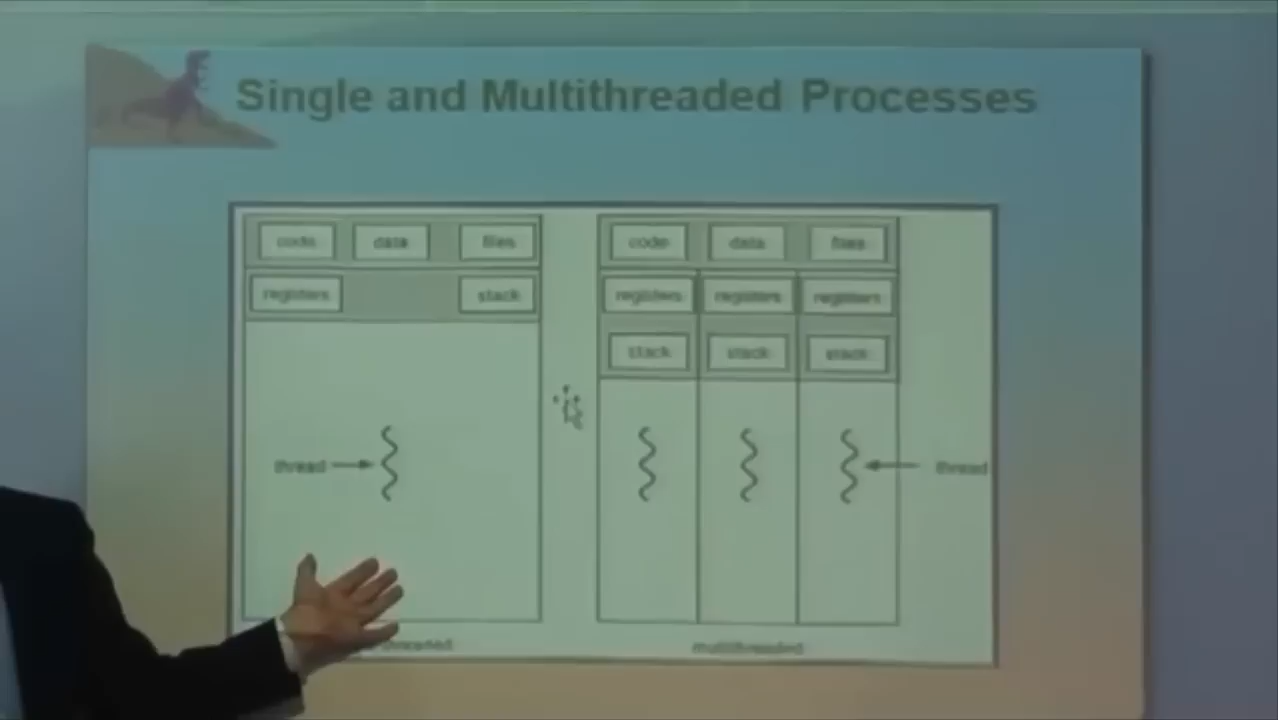 Single and Multithreaded Processes
code data files
registers stack
thread
threaded
code data files
registers registers registers
stack stack stack
thread
multithreaded